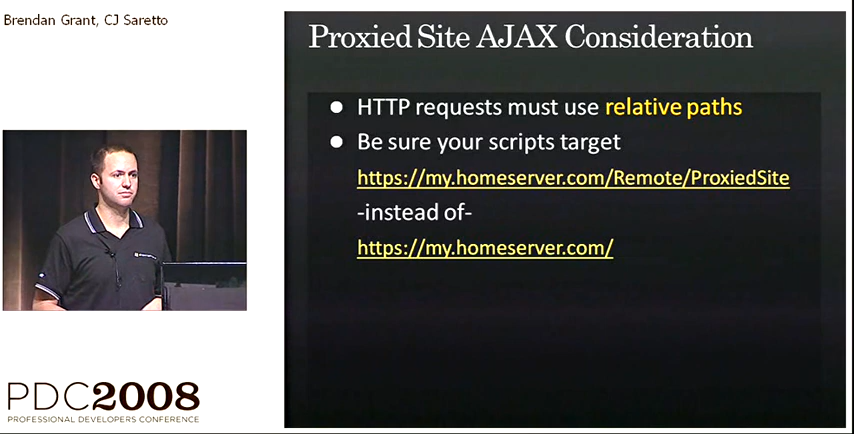 Brendan Grant, CJ Saretto
Proxied Site AJAX Consideration
HTTP requests must use relative paths
Be sure your scripts target
https://my.homeserver.com/Remote/ProxiedSite
-instead of-
https://my.homeserver.com/
PDC2008
PROFESSIONAL DEVELOPERS CONFERENCE